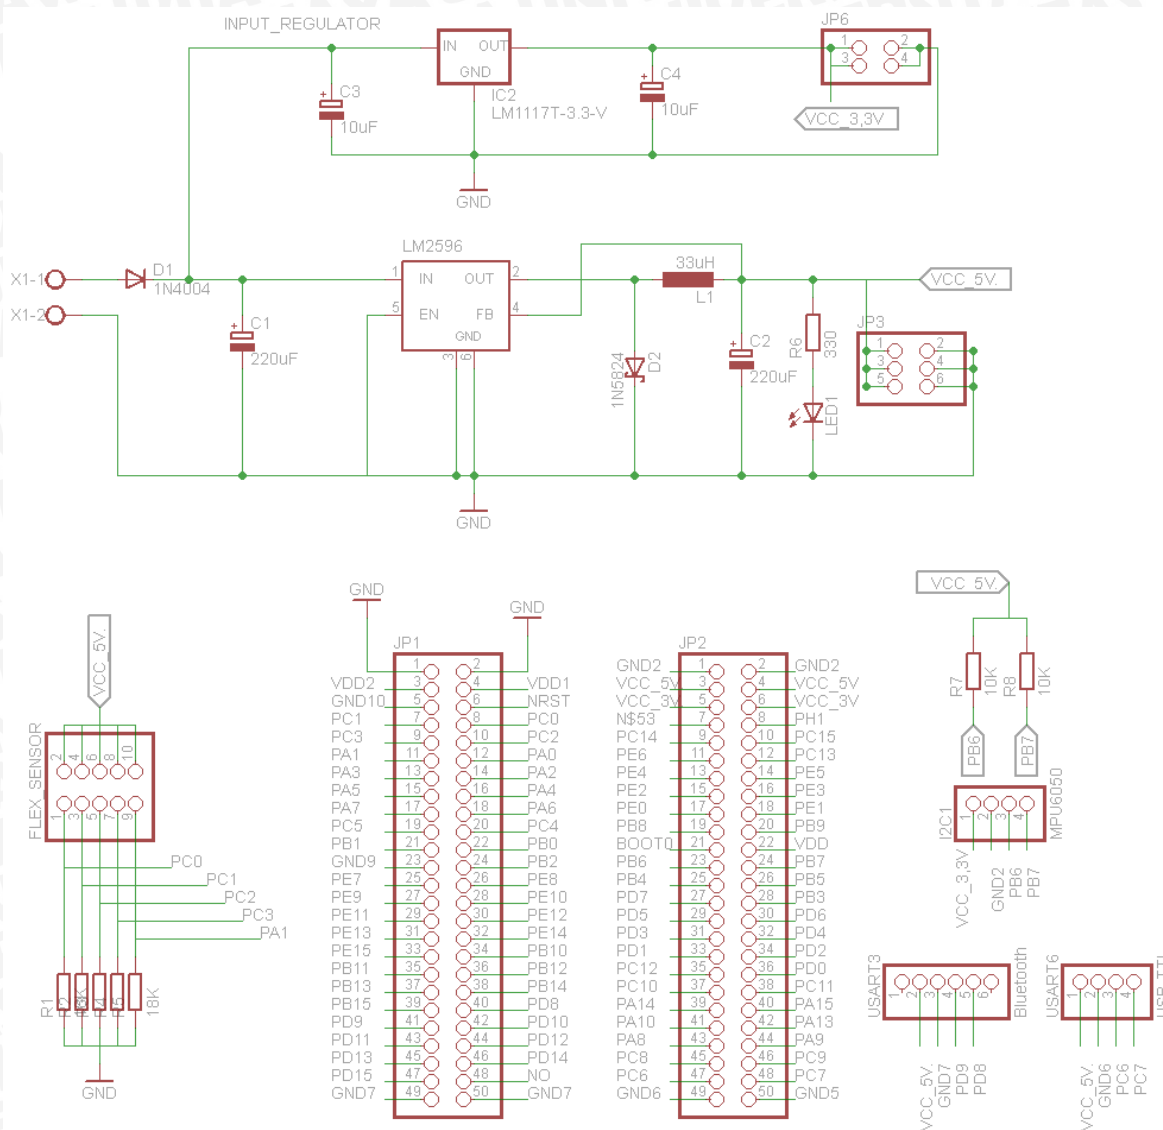 INPUT_REGULATOR
JP6
IN OUT
GND
1 2
3 4
C3
10uF
IC2
LM1117T-3.3-V
C4
10uF
VCC_3,3V
GND
LM2596
X1-1
X1-2
D1
1N4004
1 IN OUT 2
5 EN FB 4
GND
3 6
33uH
L1
VCC_5V.
C1
220uF
1N5824
D2
C2
220uF
R6
330
LED1
JP3
1 2
3 4
5 6
GND
VCC_5V.
FLEX_SENSOR
2 4 6 8 10
1 3 5 7 9
PC0
PC1
PC2
PC3
PA1
R1
18K
GND
GND
GND
JP1
1 2
VDD2 3 4 VDD1
GND10 5 6 NRST
PC1 7 8 PC0
PC3 9 10 PC2
PA1 11 12 PA0
PA3 13 14 PA2
PA5 15 16 PA4
PA7 17 18 PA6
PC5 19 20 PC4
PB1 21 22 PB0
GND9 23 24 PB2
PE7 25 26 PE8
PE9 27 28 PE10
PE11 29 30 PE12
PE13 31 32 PE14
PE15 33 34 PB10
PB11 35 36 PB12
PB13 37 38 PB14
PB15 39 40 PD8
PD9 41 42 PD10
PD11 43 44 PD12
PD13 45 46 PD14
PD15 47 48 NO
GND7 49 50 GND7
JP2
GND2 1 2 GND2
VCC_5V 3 4 VCC_5V
VCC_3V 5 6 VCC_3V
N$53 7 8 PH1
PC14 9 10 PC15
PE6 11 12 PC13
PE4 13 14 PE5
PE2 15 16 PE3
PE0 17 18 PE1
PB8 19 20 PB9
BOOT0 21 22 VDD
PB6 23 24 PB7
PB4 25 26 PB5
PD7 27 28 PB3
PD5 29 30 PD6
PD3 31 32 PD4
PD1 33 34 PD2
PC12 35 36 PD0
PC10 37 38 PC11
PA14 39 40 PA15
PA10 41 42 PA13
PA8 43 44 PA9
PC8 45 46 PC9
PC6 47 48 PC7
GND6 49 50 GND5
VCC_5V.
R7
10K
R8
10K
PB6
PB7
I2C1
1 2 3 4
MPU6050
VCC_3,3V
GND2
PB6
PB7
USART3
1 2 3 4 5 6
Bluetooth
VCC_5V.
GND7
PD9
PD8
USART6
1 2 3 4
VCC_5V.
GND6
PC6
PC7